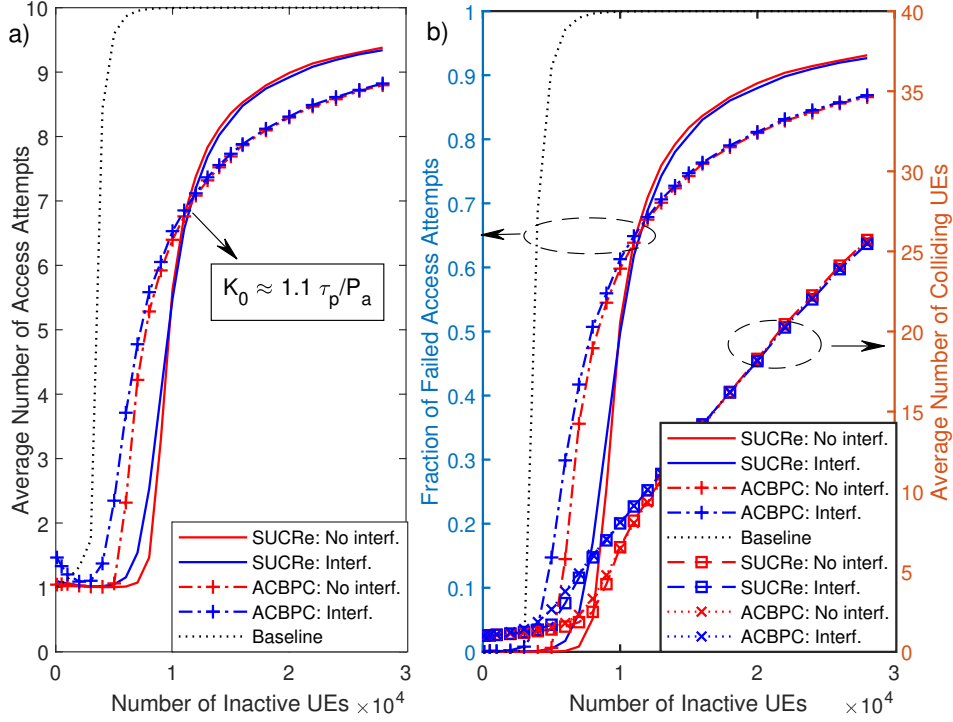 a)
Average Number of Access Attempts
10
9
8
7
6
5
4
3
2
1
0
K₀ ≈ 1.1 τₚ/Pₐ
SUCRe: No interf.
SUCRe: Interf.
ACBPC: No interf.
ACBPC: Interf.
Baseline
0 1 2 3
Number of Inactive UEs ×10⁴
b)
Fraction of Failed Access Attempts
1
0.9
0.8
0.7
0.6
0.5
0.4
0.3
0.2
0.1
0
40
35
30
25
20
15
10
5
0
Average Number of Colliding UEs
SUCRe: No interf.
SUCRe: Interf.
ACBPC: No interf.
ACBPC: Interf.
Baseline
SUCRe: No interf.
SUCRe: Interf.
ACBPC: No interf.
ACBPC: Interf.
0 1 2 3
Number of Inactive UEs ×10⁴